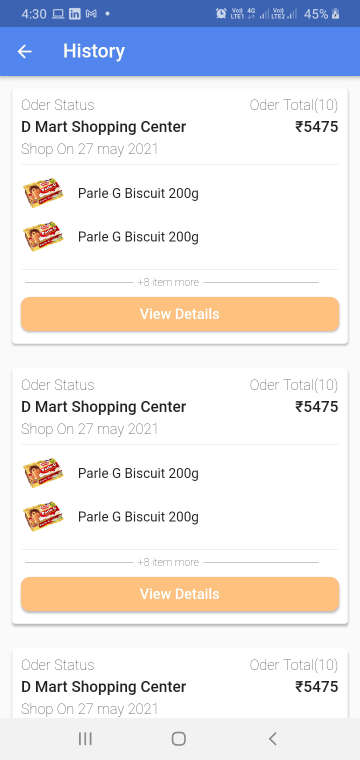 4:30 45%
History
Oder Status Oder Total(10)
D Mart Shopping Center ₹5475
Shop On 27 may 2021
Parle G Biscuit 200g
Parle G Biscuit 200g
+8 item more
View Details
Oder Status Oder Total(10)
D Mart Shopping Center ₹5475
Shop On 27 may 2021
Parle G Biscuit 200g
Parle G Biscuit 200g
+8 item more
View Details
Oder Status Oder Total(10)
D Mart Shopping Center ₹5475
Shop On 27 may 2021